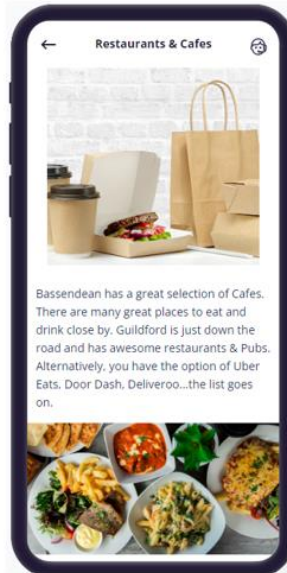 Restaurants & Cafes
Bassendean has a great selection of Cafes.
There are many great places to eat and
drink close by. Guildford is just down the
road and has awesome restaurants & Pubs.
Alternatively, you have the option of Uber
Eats, Door Dash, Deliveroo...the list goes
on.